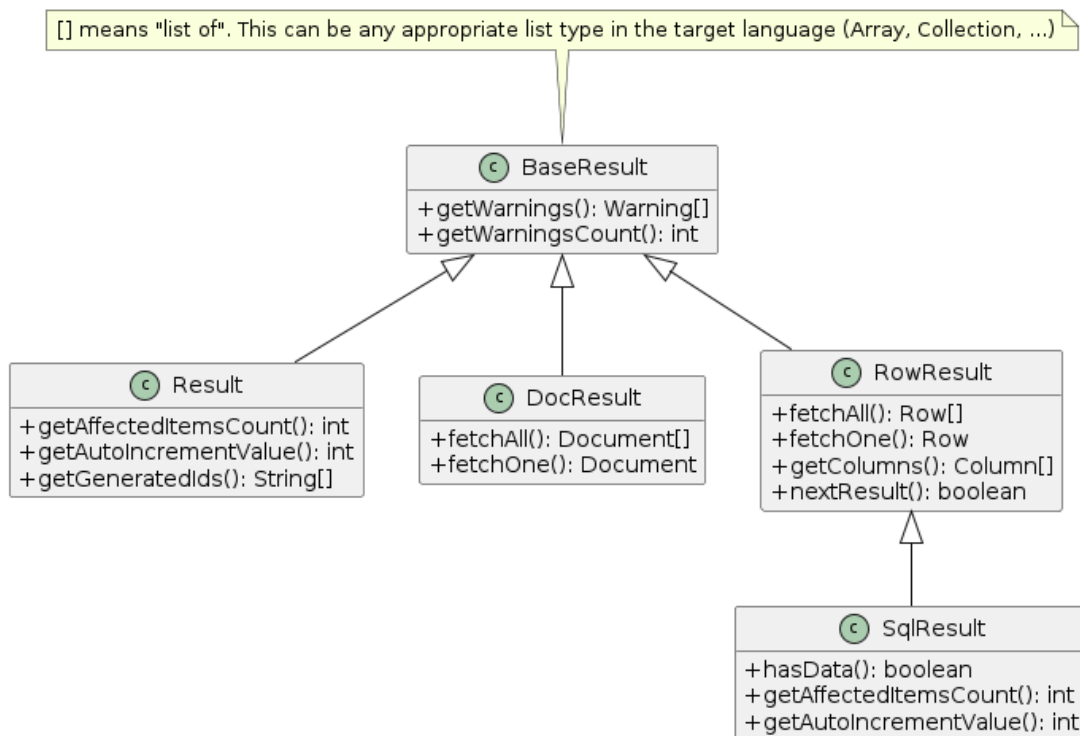 [] means "list of". This can be any appropriate list type in the target language (Array, Collection, ...)
C BaseResult
+getWarnings(): Warning[]
+getWarningsCount(): int
C Result
+getAffectedItemsCount(): int
+getAutoIncrementValue(): int
+getGeneratedIds(): String[]
C DocResult
+fetchAll(): Document[]
+fetchOne(): Document
C RowResult
+fetchAll(): Row[]
+fetchOne(): Row
+getColumns(): Column[]
+nextResult(): boolean
C SqlResult
+hasData(): boolean
+getAffectedItemsCount(): int
+getAutoIncrementValue(): int